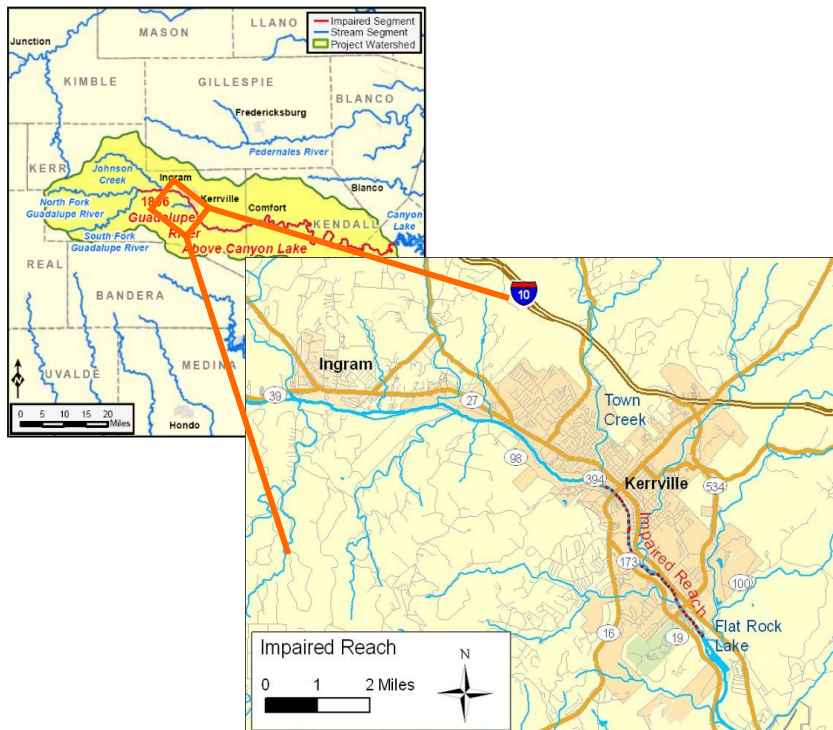 MASON
LLANO
Impaired Segment
Stream Segment
Project Watershed
Junction
KIMBLE
GILLESPIE
BLANCO
Fredericksburg
Pedernales River
KERR
Johnson
Creek
Ingram
Kerrville
Comfort
Blanco
North Fork
Guadalupe River
1806
Guadalupe
River
Above Canyon Lake
KENDALL
Canyon
Lake
South Fork
Guadalupe River
REAL
BANDERA
UVALDE
MEDINA
Hondo
N
0 5 10 15 20
Miles
10
Ingram
39
27
Town
Creek
98
394
Kerrville
534
Impaired Reach
173
100
16
19
Flat Rock
Lake
Impaired Reach
N
0 1 2 Miles